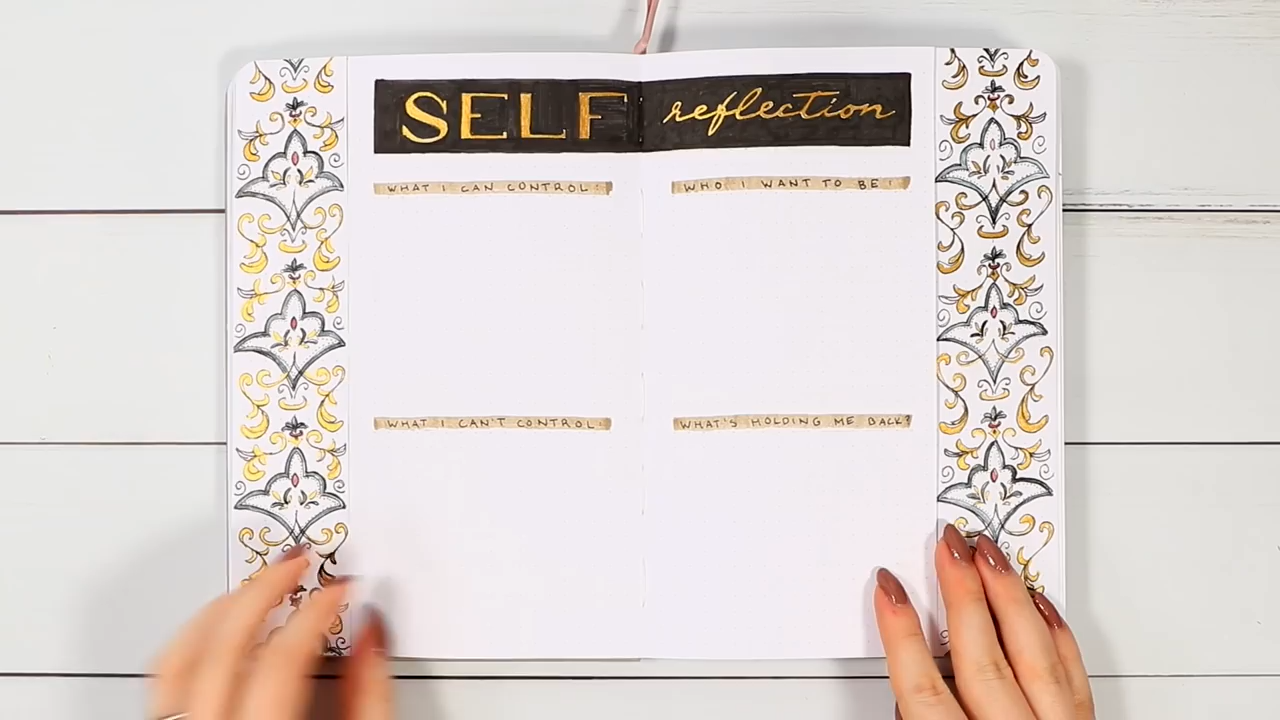 SELF reflection
WHAT I CAN CONTROL:
WHO I WANT TO BE:
WHAT I CAN'T CONTROL:
WHAT'S HOLDING ME BACK?